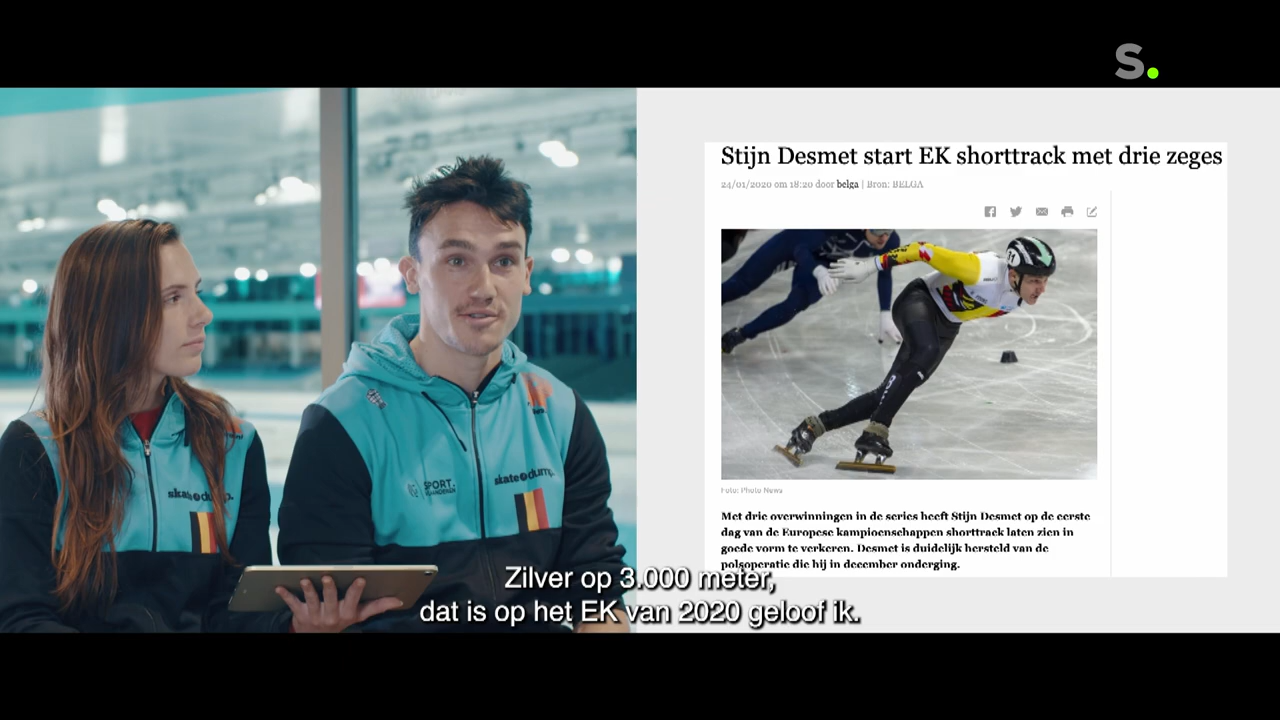 S.
Stijn Desmet start EK shorttrack met drie zeges
24/01/2020 om 18:20 door belga | Bron: BELGA
Foto: Photo News
Met drie overwinningen in de series heeft Stijn Desmet op de eerste
dag van de Europese kampioenschappen shorttrack laten zien in
goede vorm te verkeren. Desmet is duidelijk hersteld van de
polsoperatie die hij in december onderging.
skate
SPORT.
VLAANDEREN
skate dump.
Zilver op 3.000 meter,
dat is op het EK van 2020 geloof ik.